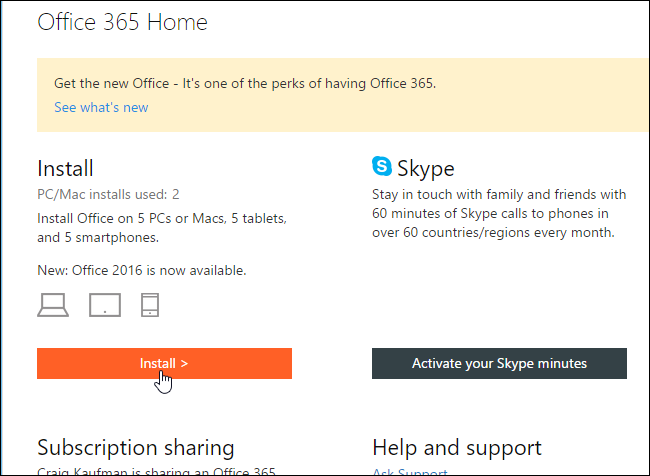 Office 365 Home
Get the new Office - It's one of the perks of having Office 365.
See what's new
Install
PC/Mac installs used: 2
Install Office on 5 PCs or Macs, 5 tablets,
and 5 smartphones.
New: Office 2016 is now available.
Install >
Skype
Stay in touch with family and friends with
60 minutes of Skype calls to phones in
over 60 countries/regions every month.
Activate your Skype minutes
Subscription sharing
Craig Kaufman is sharing an Office 365
Help and support
Ask Support